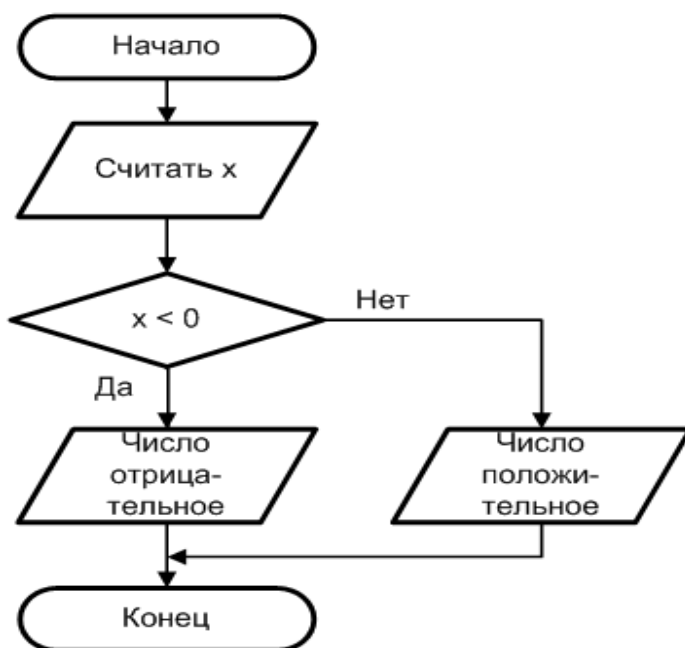 Начало
Считать x
x < 0
Нет
Да
Число
отрица-
тельное
Число
положи-
тельное
Конец